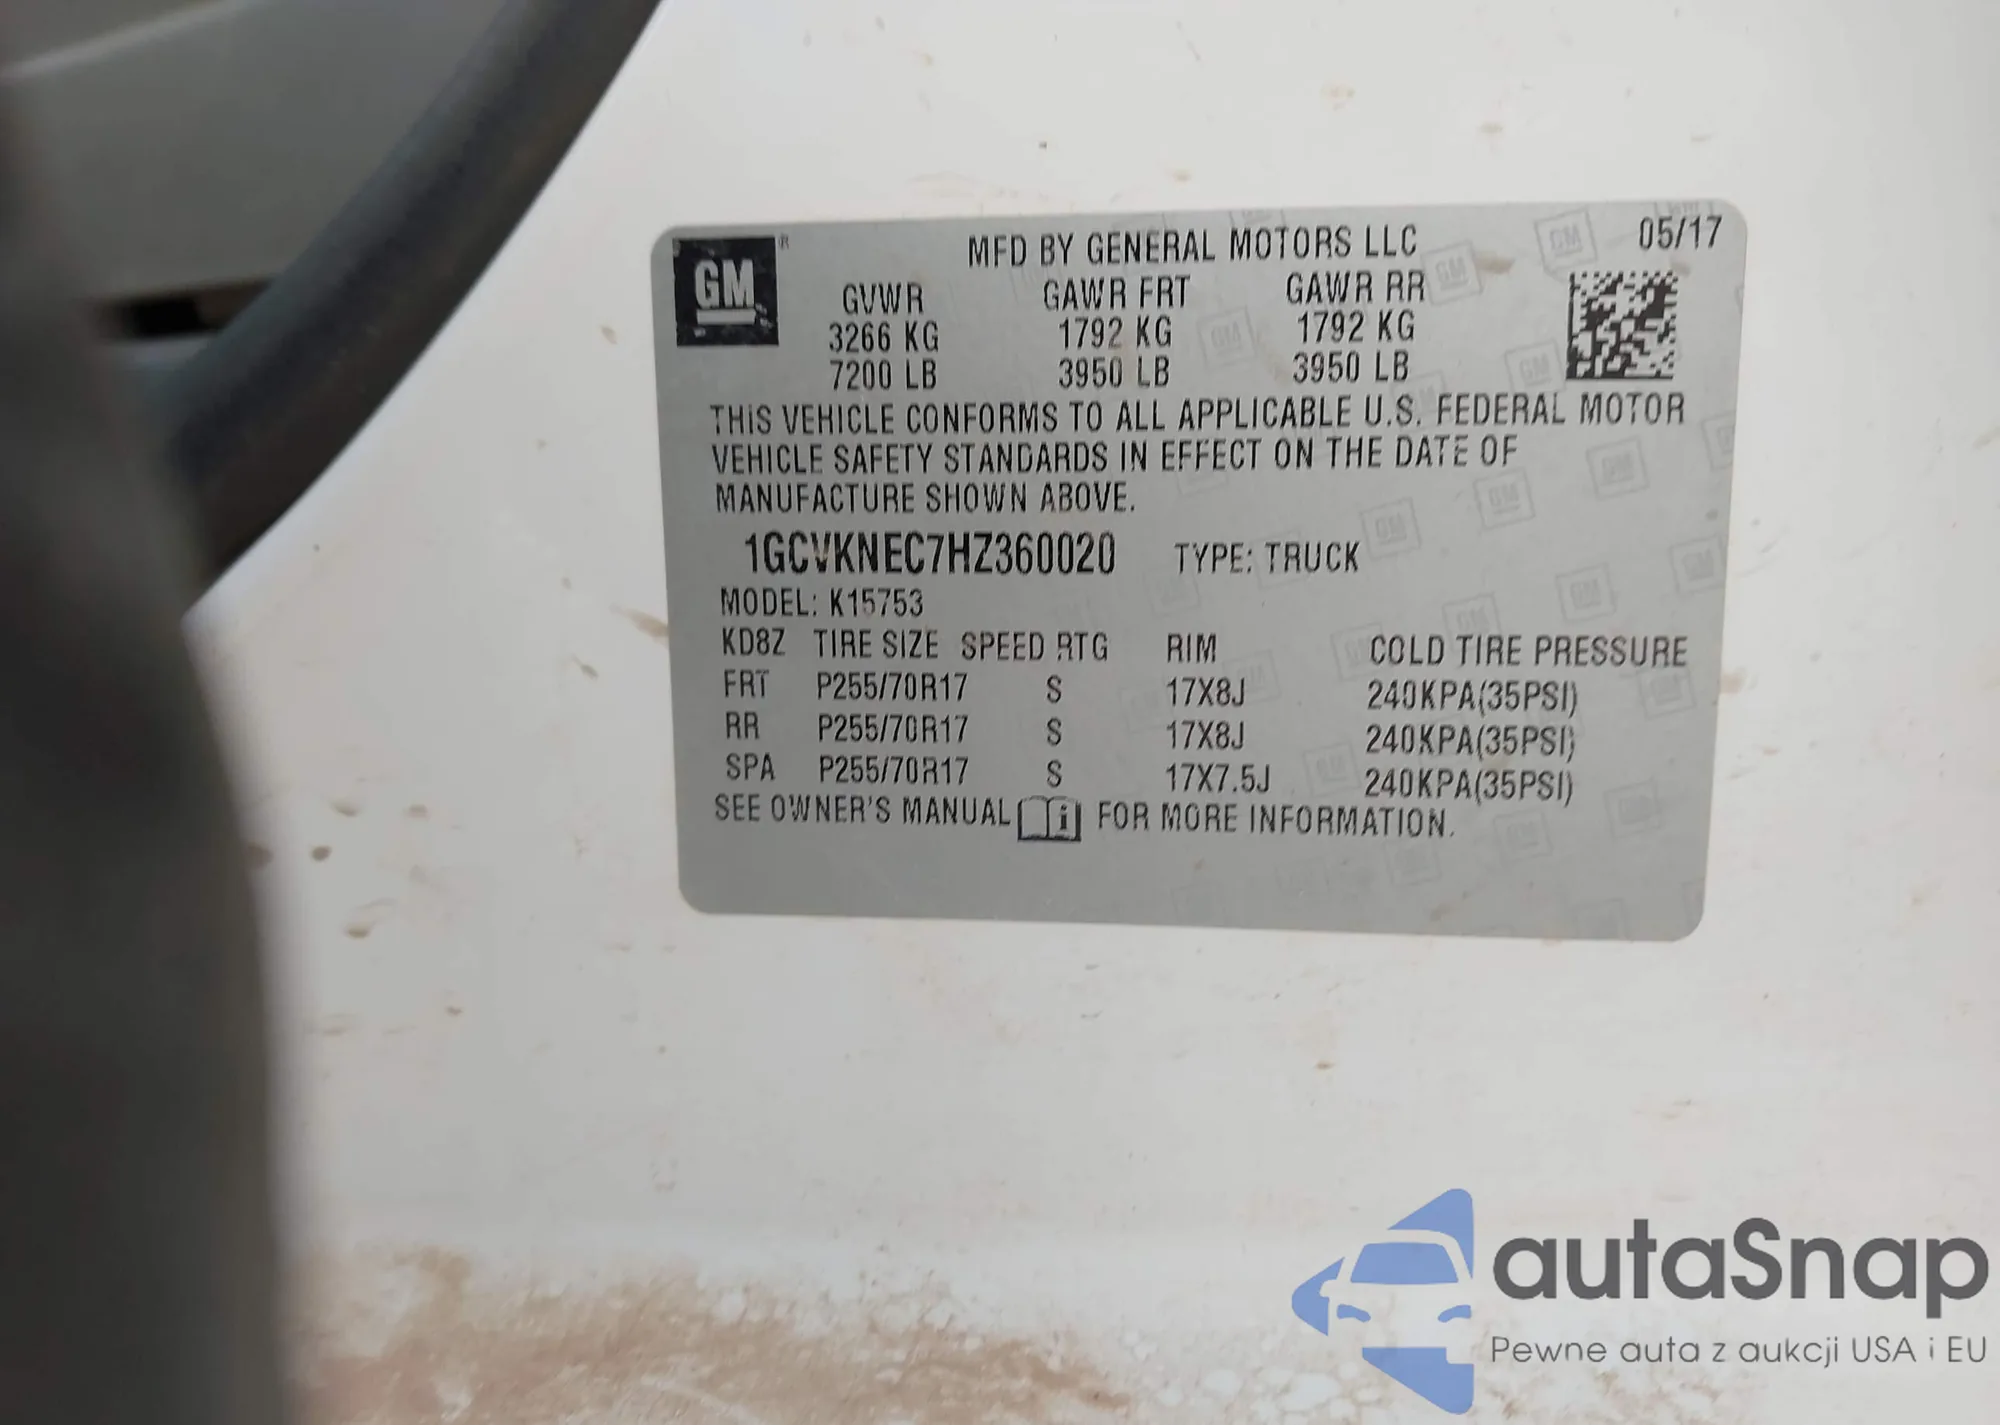 GM ®
MFD BY GENERAL MOTORS LLC 05/17
GVWR GAWR FRT GAWR RR
3266 KG 1792 KG 1792 KG
7200 LB 3950 LB 3950 LB
THIS VEHICLE CONFORMS TO ALL APPLICABLE U.S. FEDERAL MOTOR
VEHICLE SAFETY STANDARDS IN EFFECT ON THE DATE OF
MANUFACTURE SHOWN ABOVE.
1GCVKNEC7HZ360020 TYPE: TRUCK
MODEL: K15753
KD8Z TIRE SIZE SPEED RTG RIM COLD TIRE PRESSURE
FRT P255/70R17 S 17X8J 240KPA(35PSI)
RR P255/70R17 S 17X8J 240KPA(35PSI)
SPA P255/70R17 S 17X7.5J 240KPA(35PSI)
SEE OWNER'S MANUAL i FOR MORE INFORMATION.
autaSnap
Pewne auta z aukcji USA i EU